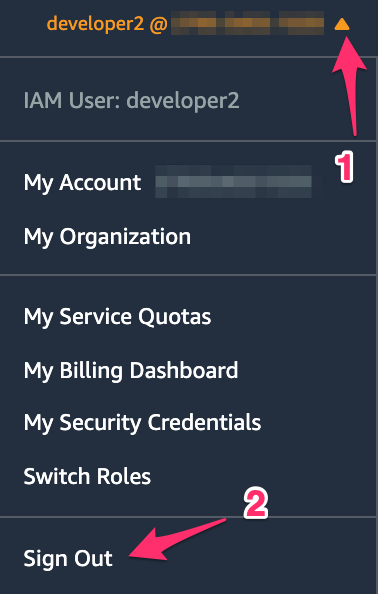 developer2 @
IAM User: developer2
1
My Account
My Organization
My Service Quotas
My Billing Dashboard
My Security Credentials
Switch Roles
2
Sign Out